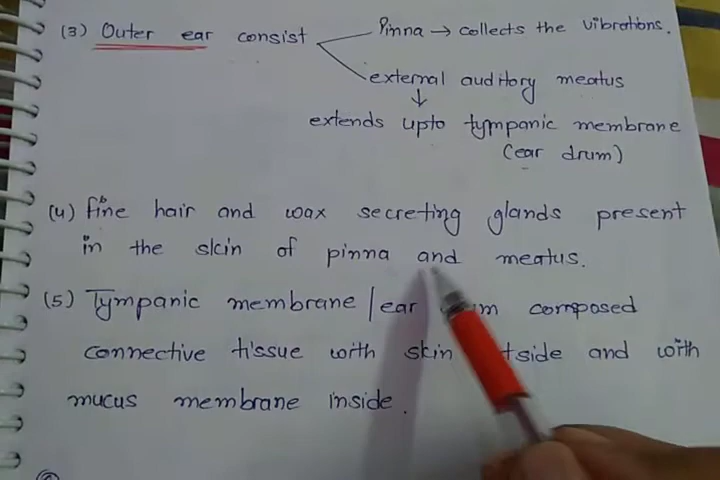 (3) Outer ear consist Pinna → collects the vibrations.
external auditory meatus
↓
extends upto tympanic membrane
(ear drum)
(4) fine hair and wax secreting glands present
in the skin of pinna and meatus.
(5) Tympanic membrane/ear composed
connective tissue with skin and with
mucus membrane inside.